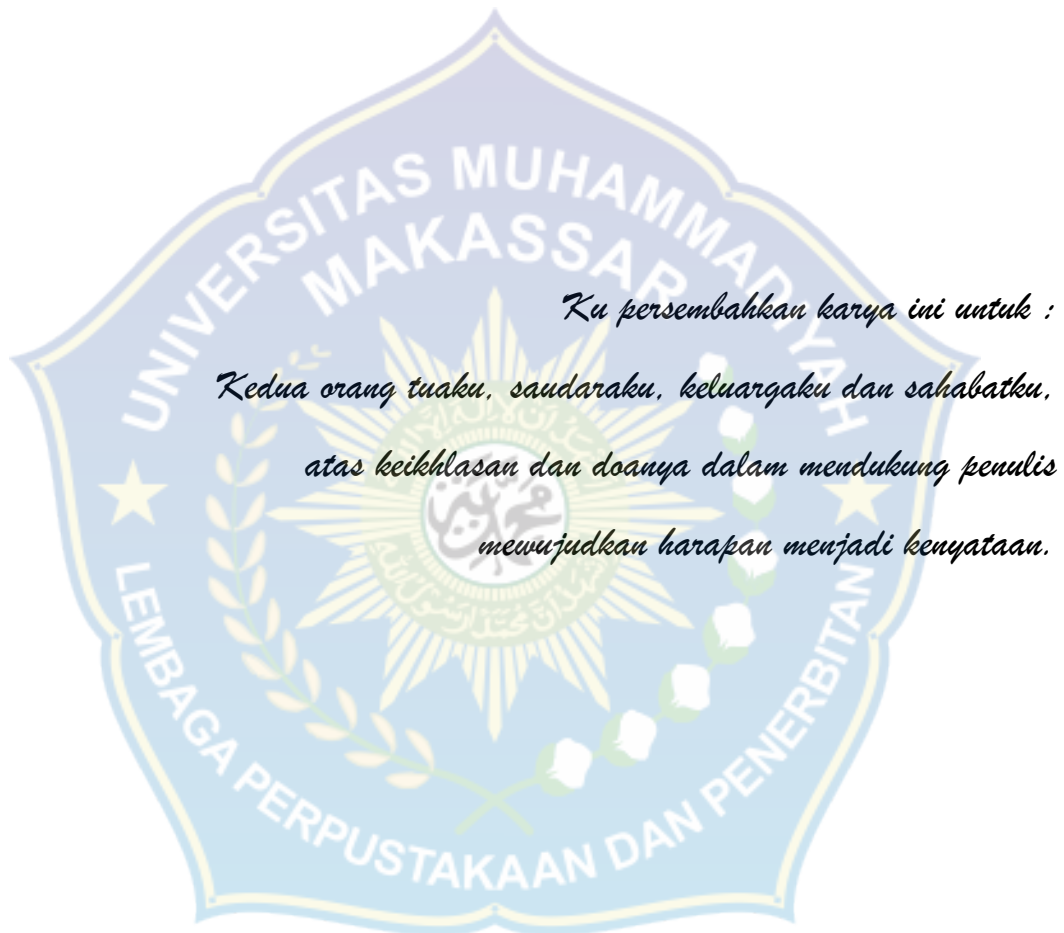 UNIVERSITAS MUHAMMADIYAH
MAKASSAR
Ku persembahkan karya ini untuk :
Kedua orang tuaku, saudaraku, keluargaku dan sahabatku,
atas keikhlasan dan doanya dalam mendukung penulis
mewujudkan harapan menjadi kenyataan.
محمدية
LEMBAGA PERPUSTAKAAN DAN PENERBITAN